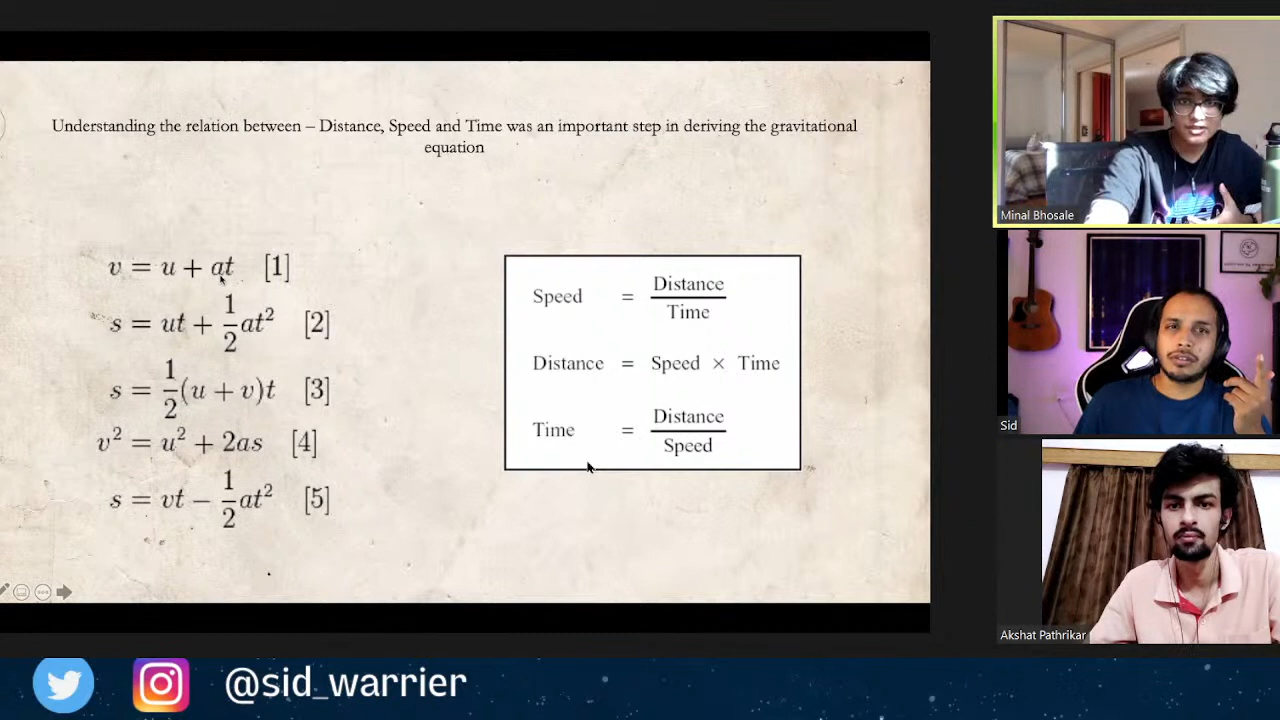 Understanding the relation between – Distance, Speed and Time was an important step in deriving the gravitational
equation
v = u + at [1]
s = ut + 1/2 at² [2]
s = 1/2 (u + v)t [3]
v² = u² + 2as [4]
s = vt − 1/2 at² [5]
Speed = Distance / Time
Distance = Speed × Time
Time = Distance / Speed
Minal Bhosale
Sid
Akshat Pathrikar
@sid_warrier